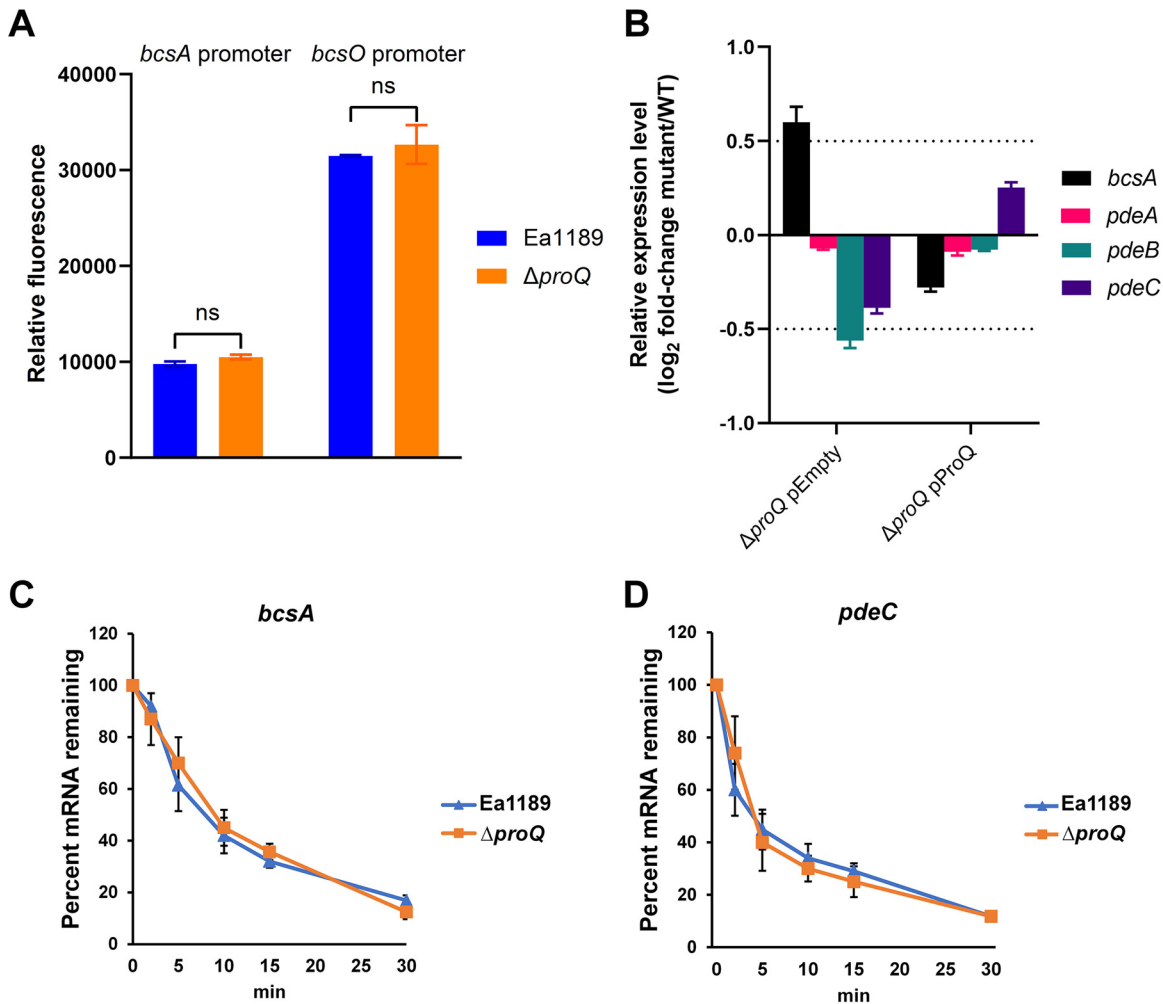 A
bcsA promoter
bcsO promoter
ns
ns
40000
30000
20000
10000
0
Relative fluorescence
Ea1189
ΔproQ
B
1.0
0.5
0.0
-0.5
-1.0
Relative expression level
(log2 fold-change mutant/WT)
bcsA
pdeA
pdeB
pdeC
ΔproQ pEmpty
ΔproQ pProQ
C
bcsA
120
100
80
60
40
20
0
Percent mRNA remaining
0 5 10 15 20 25 30
min
Ea1189
ΔproQ
D
pdeC
120
100
80
60
40
20
0
Percent mRNA remaining
0 5 10 15 20 25 30
min
Ea1189
ΔproQ